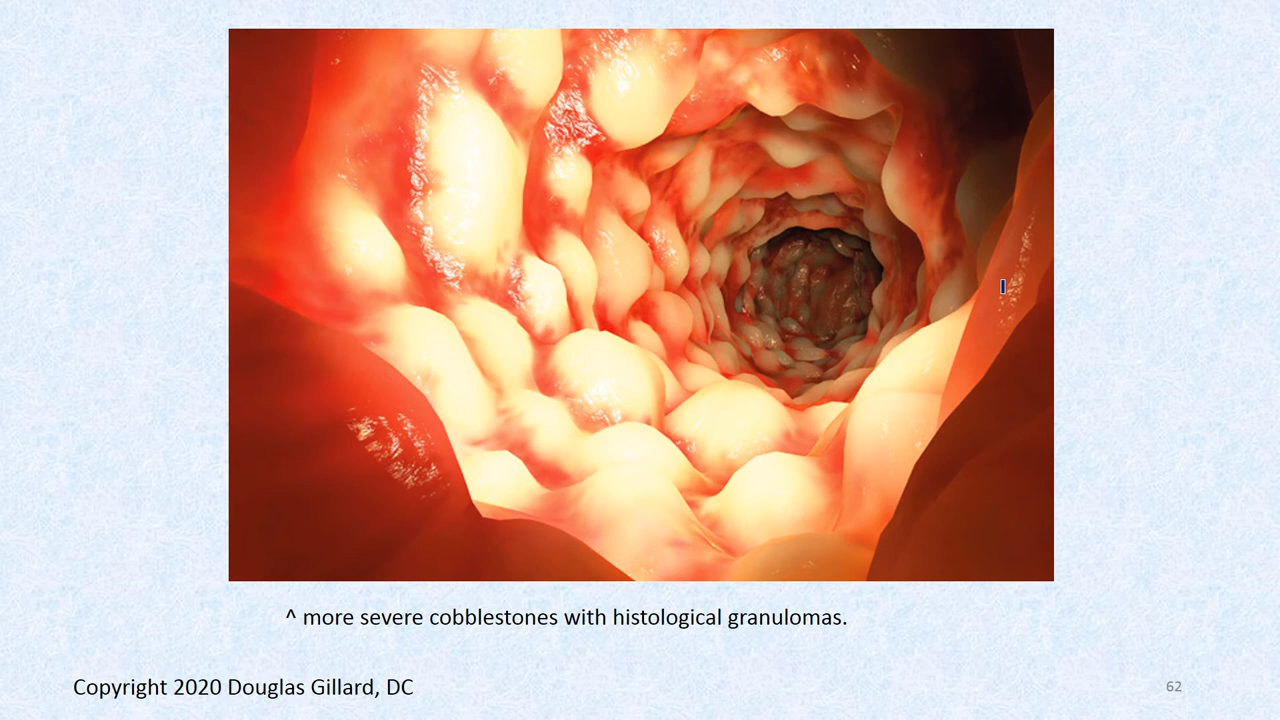 ^ more severe cobblestones with histological granulomas.
Copyright 2020 Douglas Gillard, DC
62